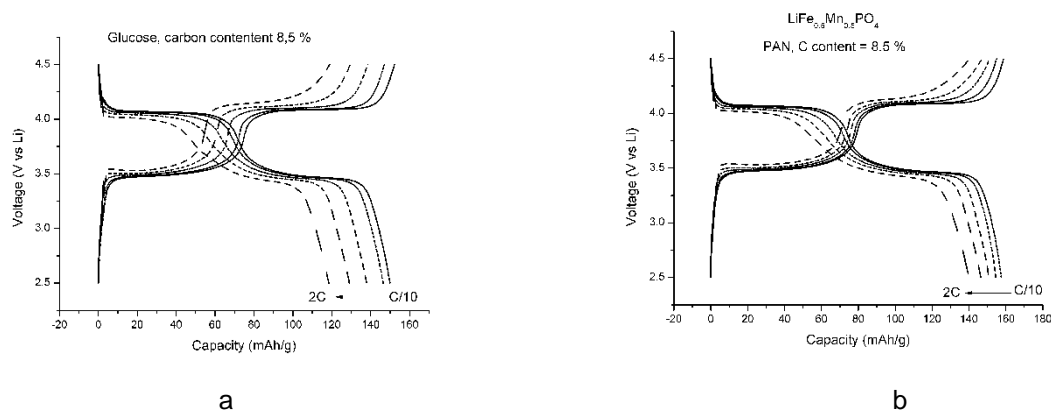 Glucose, carbon contentent 8,5 %
4.5
4.0
3.5
3.0
2.5
Voltage (V vs Li)
2C
C/10
-20 0 20 40 60 80 100 120 140 160
Capacity (mAh/g)
a
LiFe0.5Mn0.5PO4
PAN, C content = 8.5 %
4.5
4.0
3.5
3.0
2.5
Voltage (V vs Li)
2C
C/10
-20 0 20 40 60 80 100 120 140 160 180
Capacity (mAh/g)
b